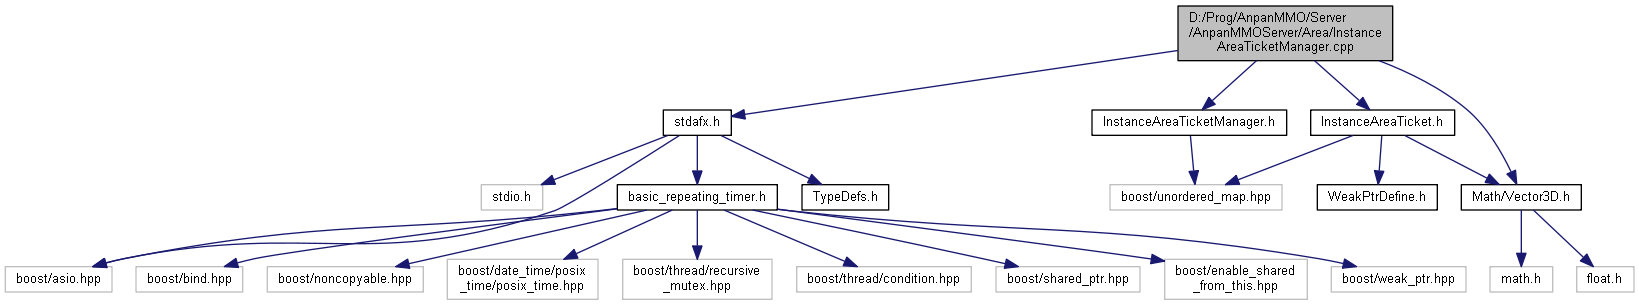 D:/Prog/AnpanMMO/Server
/AnpanMMOServer/Area/Instance
AreaTicketManager.cpp
stdafx.h
InstanceAreaTicketManager.h
InstanceAreaTicket.h
stdio.h
basic_repeating_timer.h
TypeDefs.h
boost/unordered_map.hpp
WeakPtrDefine.h
Math/Vector3D.h
boost/asio.hpp
boost/bind.hpp
boost/noncopyable.hpp
boost/date_time/posix
_time/posix_time.hpp
boost/thread/recursive
_mutex.hpp
boost/thread/condition.hpp
boost/shared_ptr.hpp
boost/enable_shared
_from_this.hpp
boost/weak_ptr.hpp
math.h
float.h